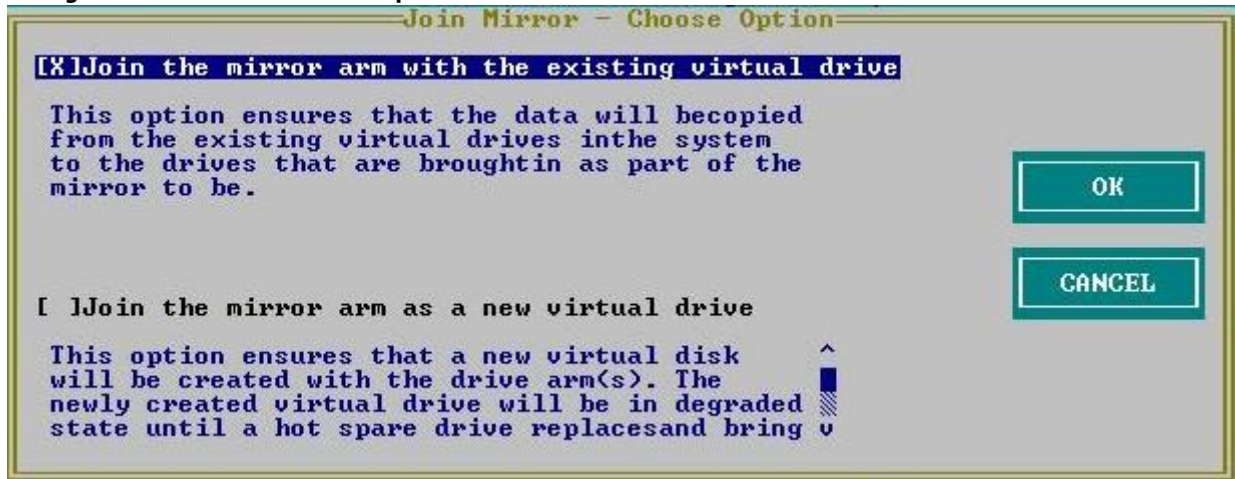 Join Mirror - Choose Option
[X]Join the mirror arm with the existing virtual drive
This option ensures that the data will becopied
from the existing virtual drives inthe system
to the drives that are broughtin as part of the
mirror to be.
OK
CANCEL
[ ]Join the mirror arm as a new virtual drive
This option ensures that a new virtual disk
will be created with the drive arm(s). The
newly created virtual drive will be in degraded
state until a hot spare drive replacesand bring